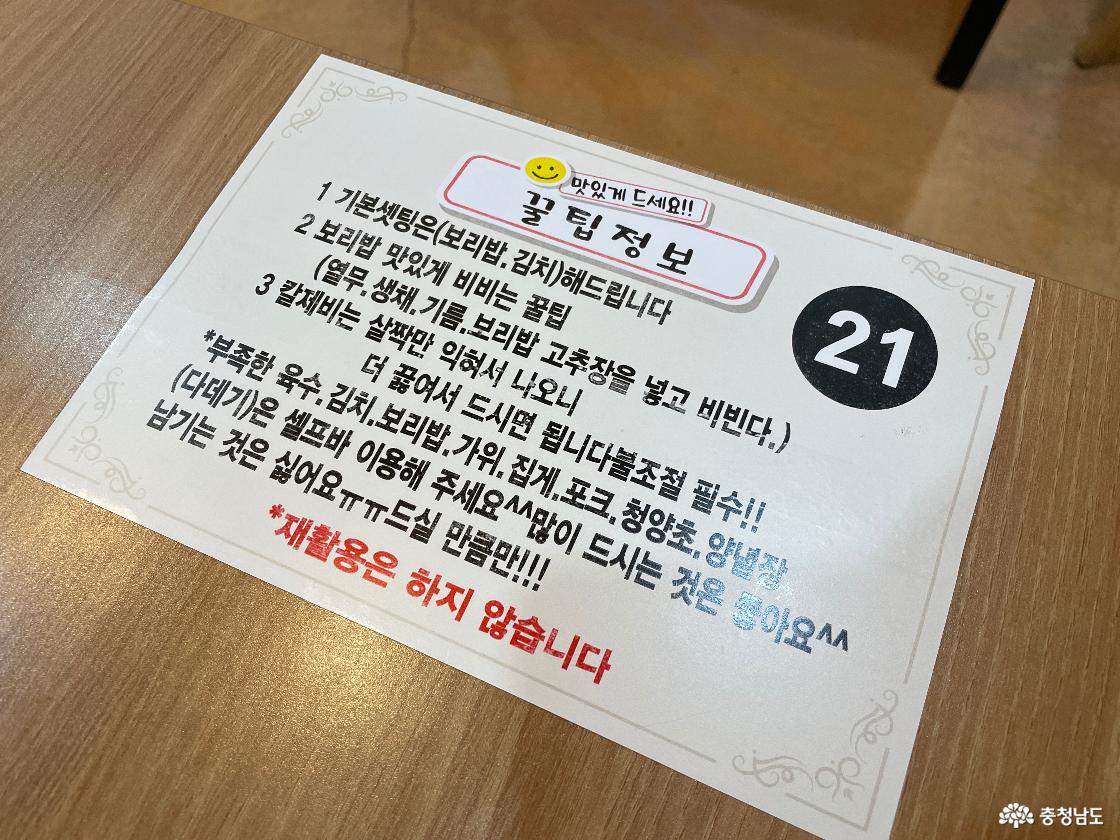 맛있게 드세요!!
꿀팁정보
21
1 기본셋팅은(보리밥.김치)해드립니다
2 보리밥 맛있게 비비는 꿀팁
(열무.생채.기름.보리밥 고추장을 넣고 비빈다.)
3 칼제비는 살짝만 익혀서 나오니
더 끓여서 드시면 됩니다불조절 필수!!
*부족한 육수.김치.보리밥.가위.집게.포크.청양초.양념장
(다데기)은 셀프바 이용해 주세요^^많이 드시는 것은 좋아요^^
남기는 것은 싫어요ㅠㅠ드실 만큼만!!!
*재활용은 하지 않습니다
충청남도